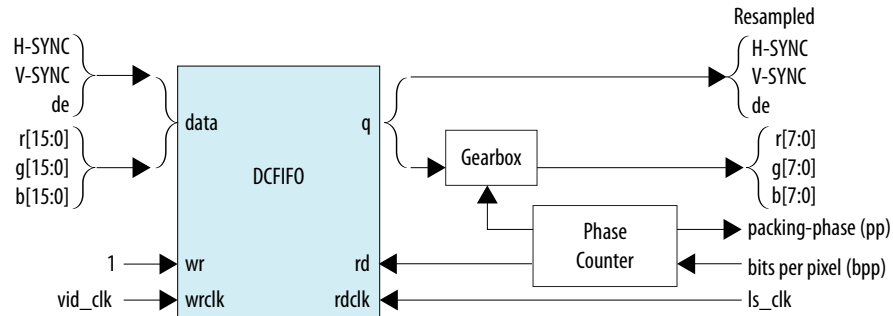 Resampled
H-SYNC
V-SYNC
de
r[15:0]
g[15:0]
b[15:0]
data
q
DCFIFO
Gearbox
H-SYNC
V-SYNC
de
r[7:0]
g[7:0]
b[7:0]
Phase
Counter
packing-phase (pp)
bits per pixel (bpp)
1
wr
rd
vid_clk
wrclk
rdclk
ls_clk